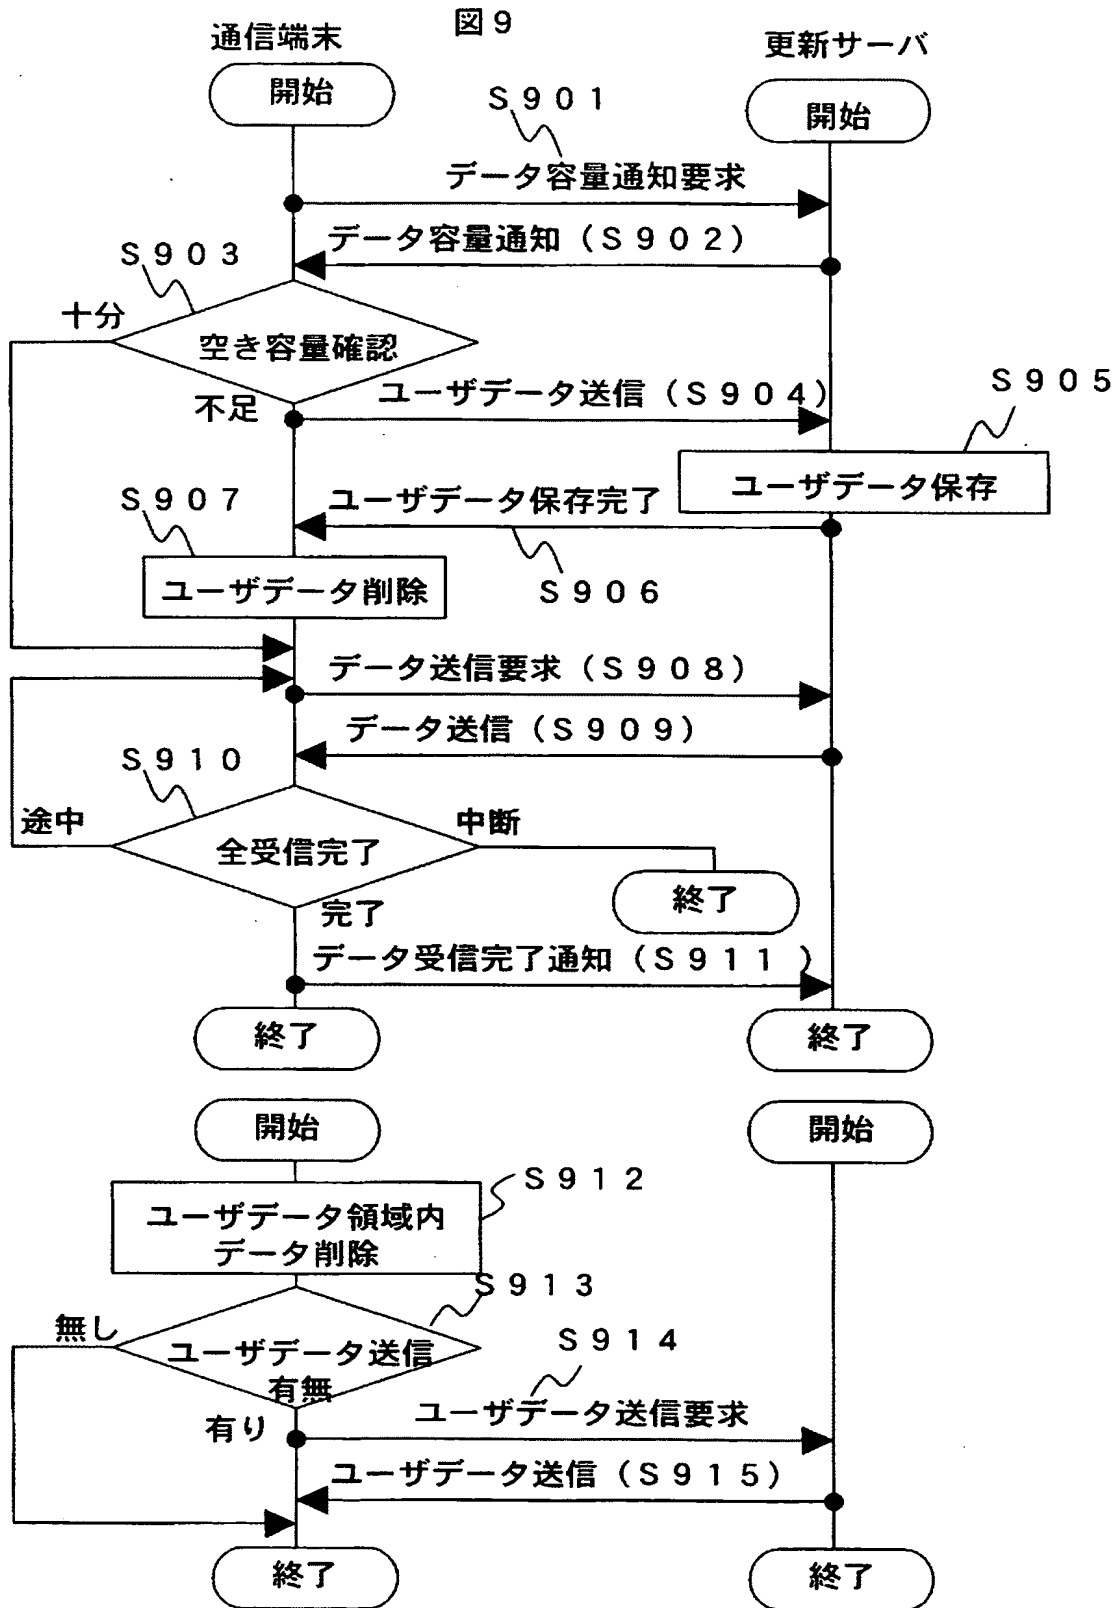 図９
通信端末
更新サーバ
開始
開始
Ｓ９０１
データ容量通知要求
データ容量通知（Ｓ９０２）
Ｓ９０３
十分
空き容量確認
不足
ユーザデータ送信（Ｓ９０４）
Ｓ９０５
ユーザデータ保存
Ｓ９０７
ユーザデータ保存完了
Ｓ９０６
ユーザデータ削除
データ送信要求（Ｓ９０８）
データ送信（Ｓ９０９）
Ｓ９１０
途中
全受信完了
中断
終了
完了
データ受信完了通知（Ｓ９１１）
終了
終了
開始
開始
Ｓ９１２
ユーザデータ領域内
データ削除
Ｓ９１３
無し
ユーザデータ送信
有無
Ｓ９１４
有り
ユーザデータ送信要求
ユーザデータ送信（Ｓ９１５）
終了
終了